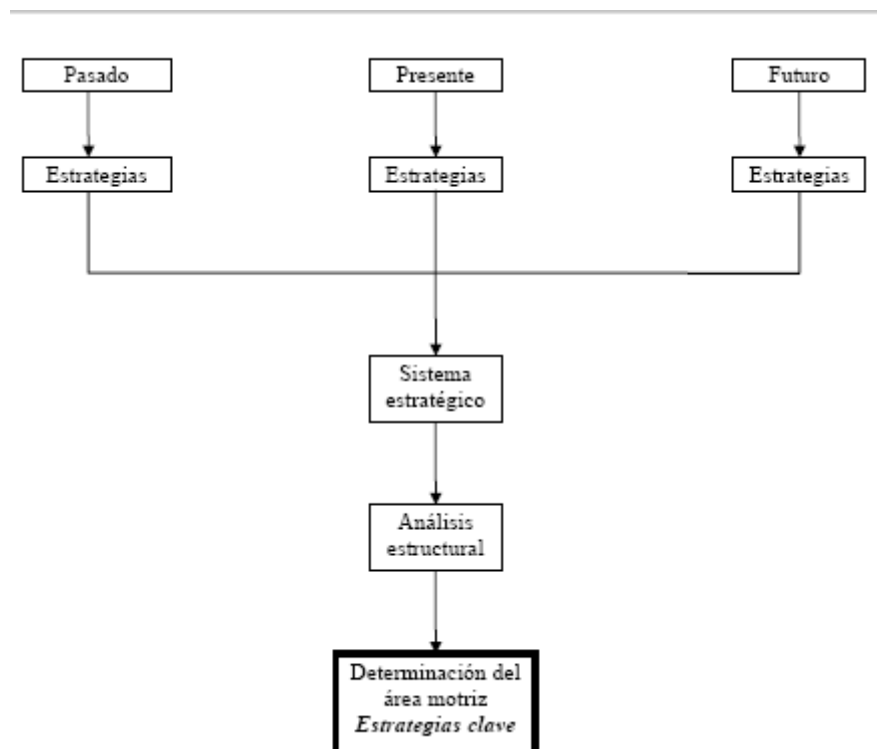 Pasado
Presente
Futuro
Estrategias
Estrategias
Estrategias
Sistema
estratégico
Análisis
estructural
Determinación del
área motriz
Estrategias clave